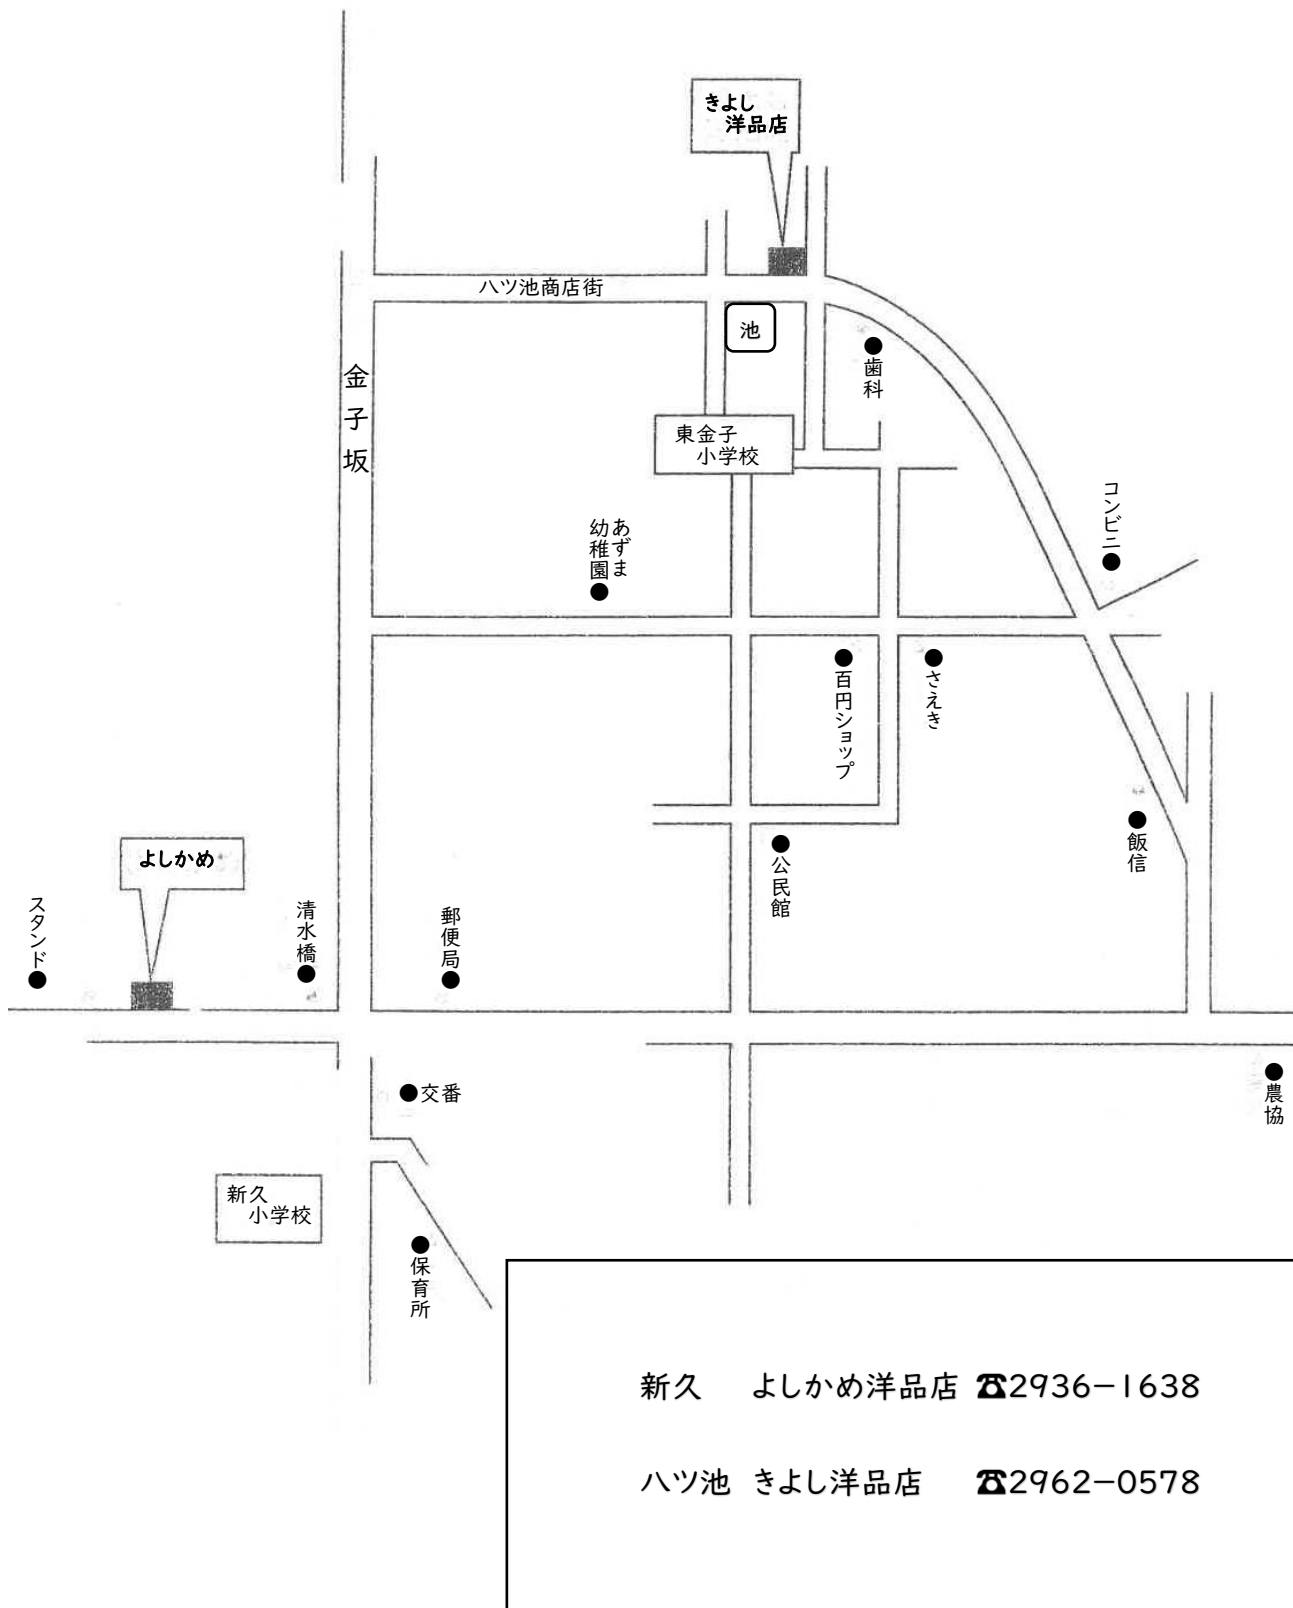 きよし
洋品店
八ツ池商店街
池
歯科
金子坂
東金子
小学校
コンビニ
あずま
幼稚園
百円ショップ
さえき
飯信
公民館
よしかめ
スタンド
清水橋
郵便局
交番
農協
新久
小学校
保育所
新久 よしかめ洋品店 ☎2936−1638
八ツ池 きよし洋品店 ☎2962−0578